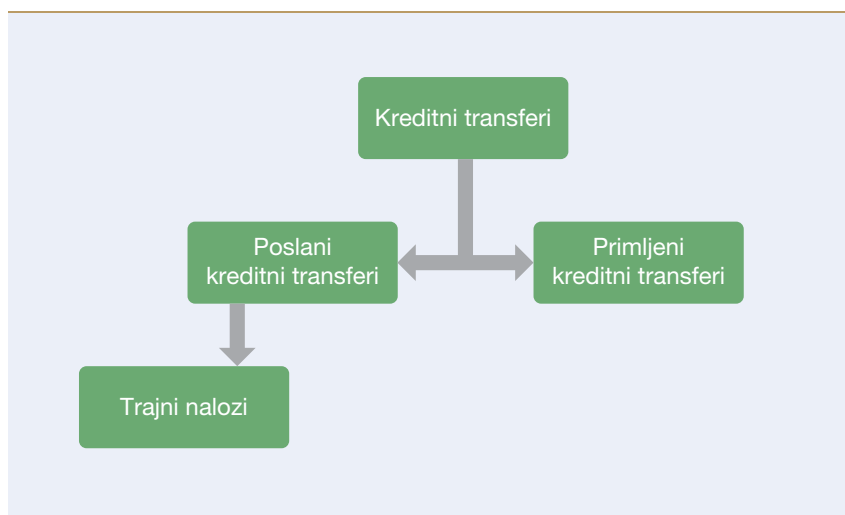 Kreditni transferi
Poslani
kreditni transferi
Primljeni
kreditni transferi
Trajni nalozi